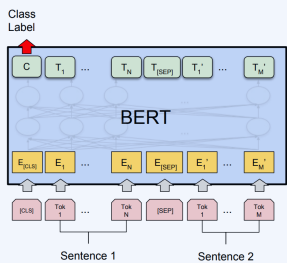 Class
Label
C T1 ... TN T[SEP] T1' ... TM'
BERT
E[CLS] E1 ... EN E[SEP] E1' ... EM'
[CLS] Tok 1 ... Tok N [SEP] Tok 1 ... Tok M
Sentence 1 Sentence 2